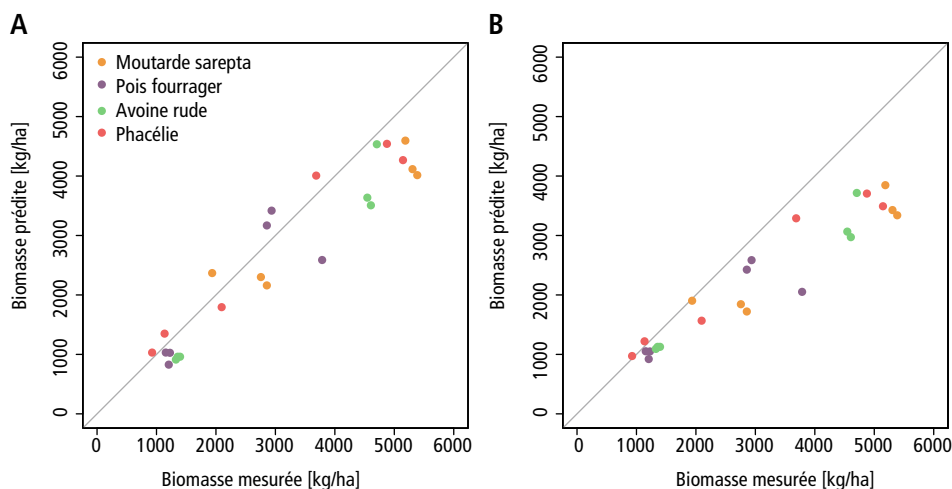 A
Moutarde sarepta
Pois fourrager
Avoine rude
Phacélie
Biomasse prédite [kg/ha]
6000
5000
4000
3000
2000
1000
0
0 1000 2000 3000 4000 5000 6000
Biomasse mesurée [kg/ha]
B
Biomasse prédite [kg/ha]
6000
5000
4000
3000
2000
1000
0
0 1000 2000 3000 4000 5000 6000
Biomasse mesurée [kg/ha]